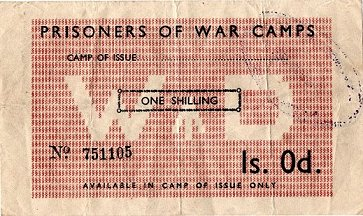 PRISONERS OF WAR CAMPS
CAMP OF ISSUE
W D
ONE SHILLING
No 751105
1s. 0d.
AVAILABLE IN CAMP OF ISSUE ONLY